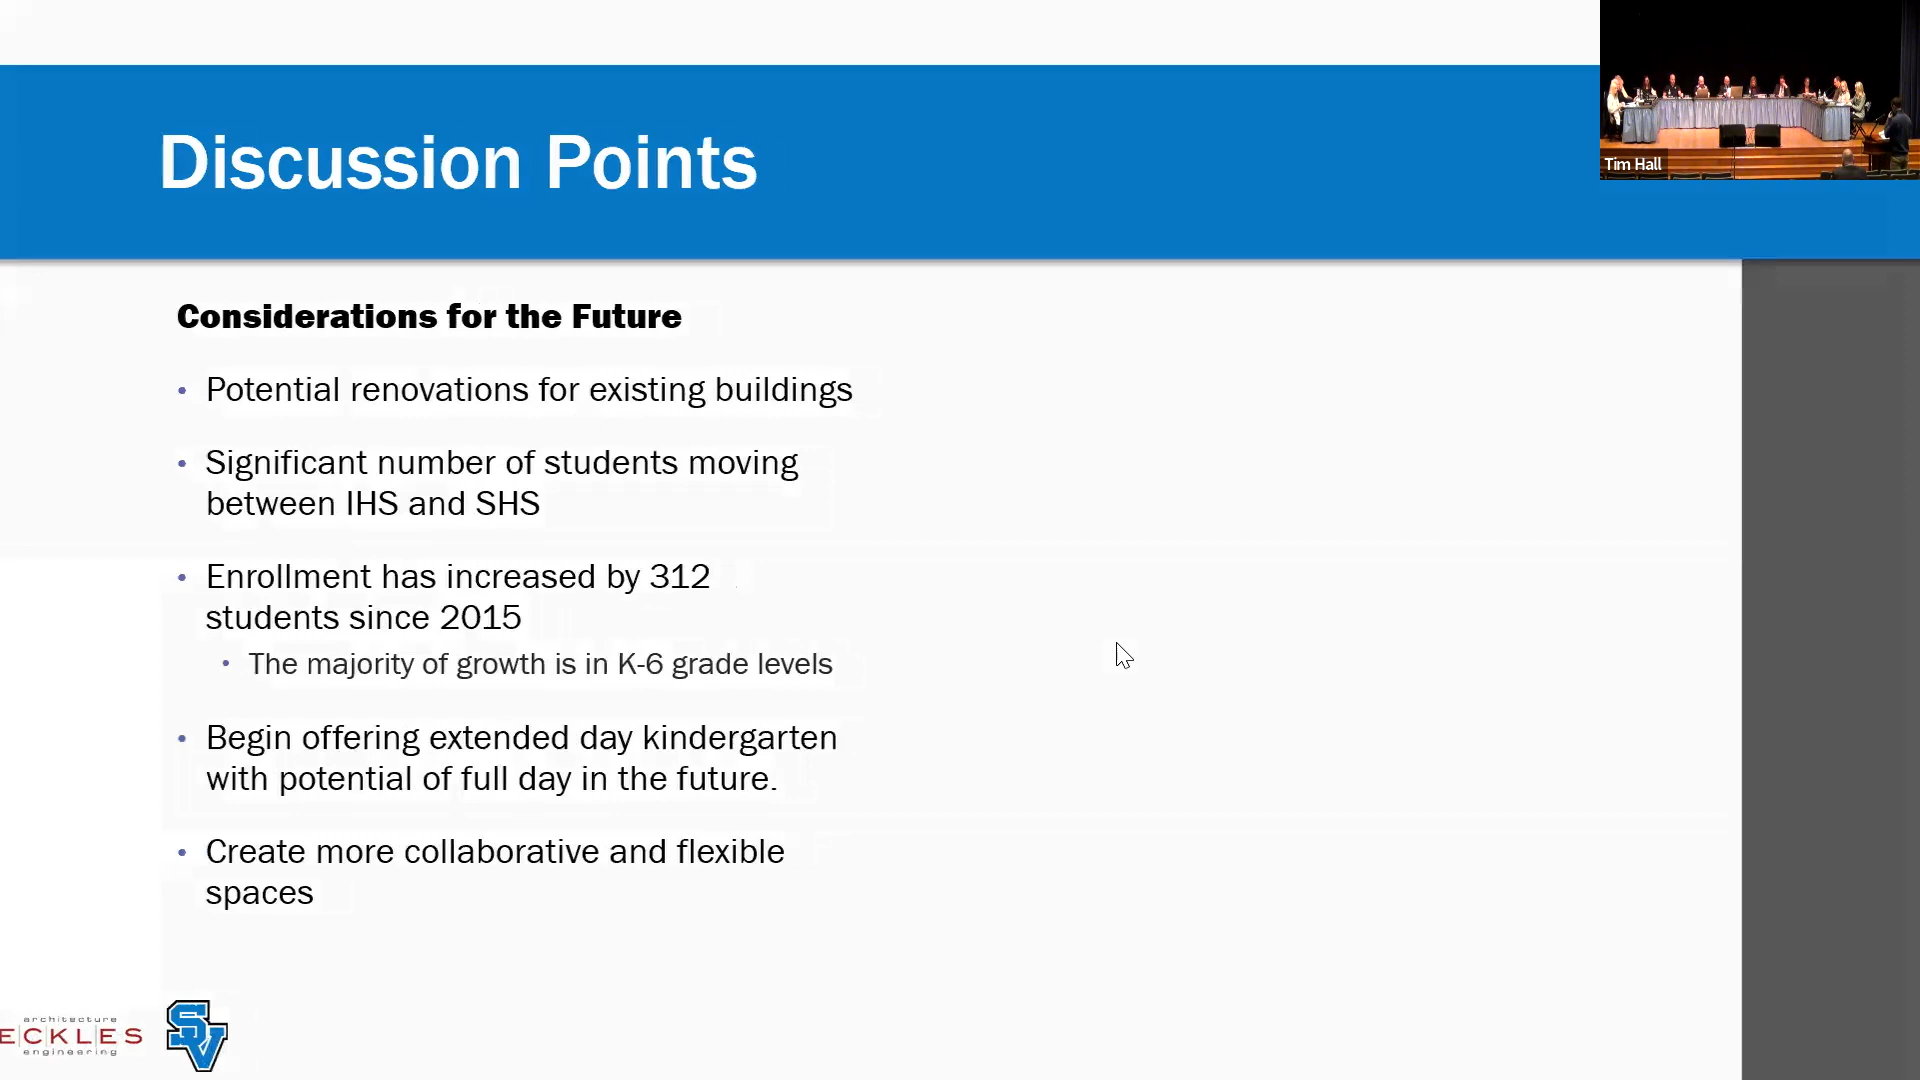 Tim Hall
Discussion Points
Considerations for the Future
• Potential renovations for existing buildings
• Significant number of students moving
between IHS and SHS
• Enrollment has increased by 312
students since 2015
• The majority of growth is in K-6 grade levels
• Begin offering extended day kindergarten
with potential of full day in the future.
• Create more collaborative and flexible
spaces
architecture
ECKLES
engineering
SV